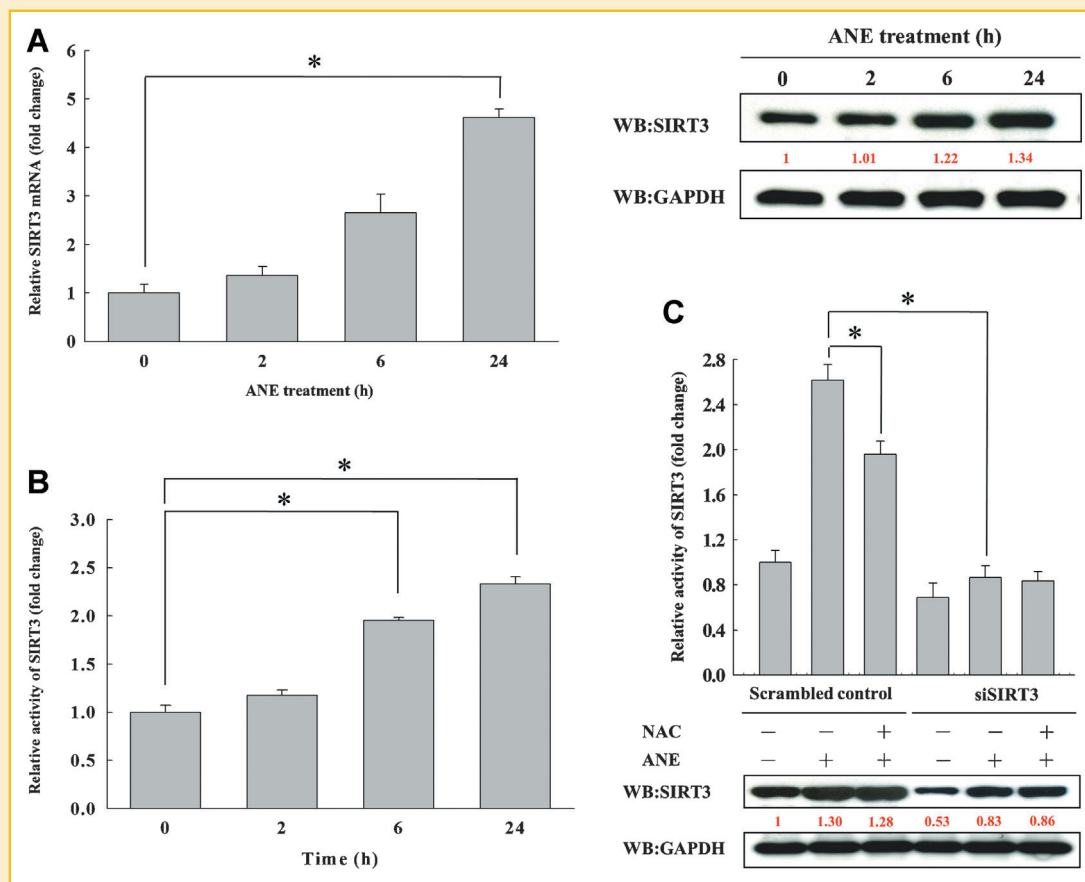 A
Relative SIRT3 mRNA (fold change)
6
5
4
3
2
1
0
*
0 2 6 24
ANE treatment (h)
ANE treatment (h)
0 2 6 24
WB:SIRT3
1 1.01 1.22 1.34
WB:GAPDH
B
Relative activity of SIRT3 (fold change)
3.0
2.5
2.0
1.5
1.0
0.5
0.0
*
*
0 2 6 24
Time (h)
C
Relative activity of SIRT3 (fold change)
2.8
2.4
2.0
1.6
1.2
0.8
0.4
0.0
*
*
Scrambled control siSIRT3
NAC − − + − − +
ANE − + + − + +
WB:SIRT3
1 1.30 1.28 0.53 0.83 0.86
WB:GAPDH